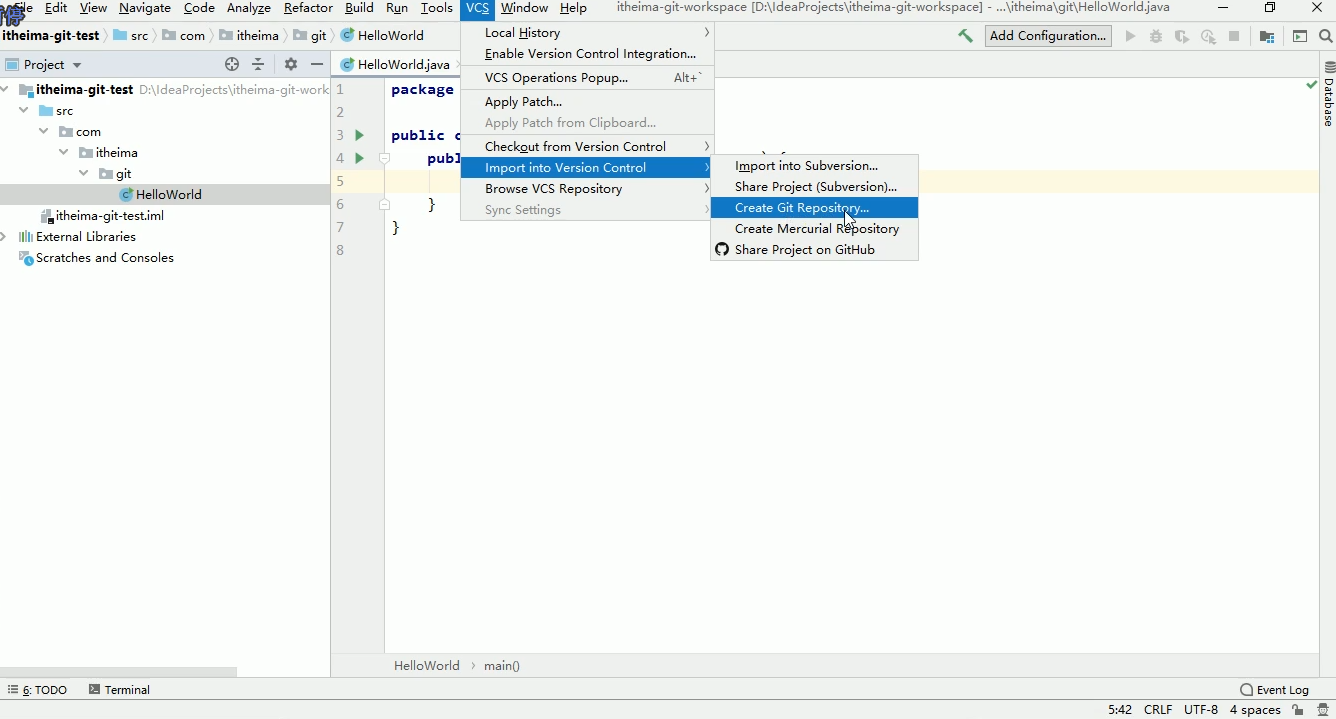 停
File Edit View Navigate Code Analyze Refactor Build Run Tools VCS Window Help itheima-git-workspace [D:\IdeaProjects\itheima-git-workspace] - ...\itheima\git\HelloWorld.java
itheima-git-test src com itheima git HelloWorld Add Configuration...
Project HelloWorld.java
itheima-git-test D:\IdeaProjects\itheima-git-work
src
com
itheima
git
HelloWorld
itheima-git-test.iml
External Libraries
Scratches and Consoles
Local History
Enable Version Control Integration...
VCS Operations Popup... Alt+`
Apply Patch...
Apply Patch from Clipboard...
Checkout from Version Control
Import into Version Control
Browse VCS Repository
Sync Settings
Import into Subversion...
Share Project (Subversion)...
Create Git Repository...
Create Mercurial Repository
Share Project on GitHub
1 package
2
3 public c
4 publ
5
6 }
7 }
8
Database
HelloWorld › main()
6: TODO Terminal Event Log
5:42 CRLF UTF-8 4 spaces